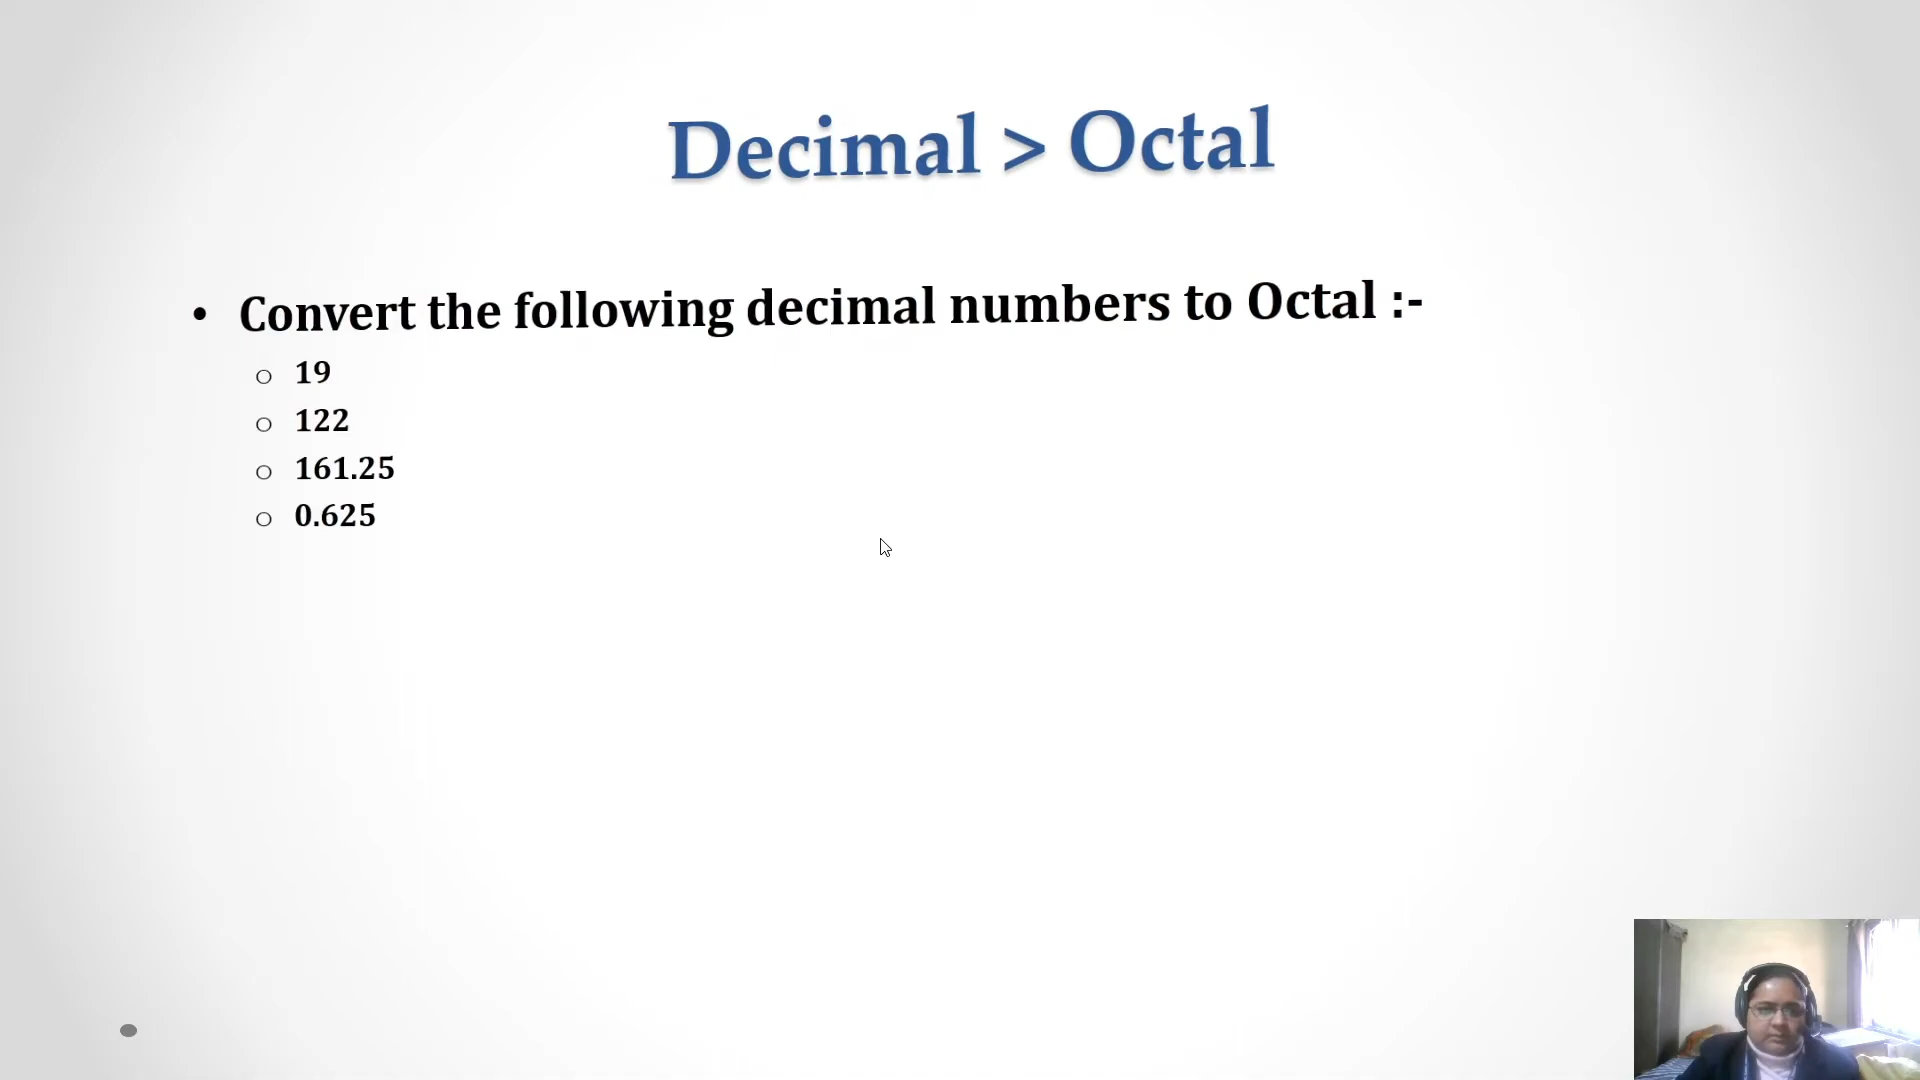 Decimal > Octal
• Convert the following decimal numbers to Octal :-
o 19
o 122
o 161.25
o 0.625